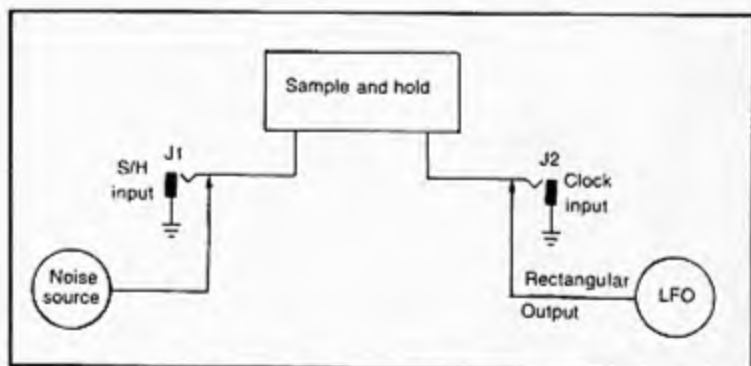 Sample and hold
J1
S/H
input
J2
Clock
input
Noise
source
Rectangular
Output
LFO